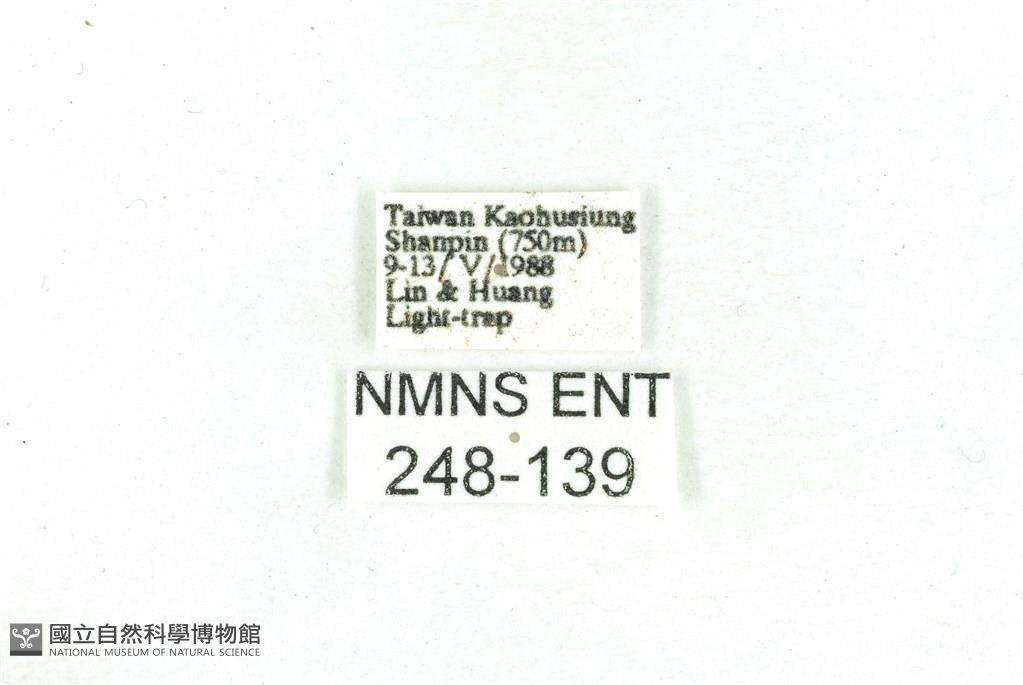 Taiwan Kaohusiung
Shanpin (750m)
9-13/ V/ 1988
Lin & Huang
Light-trap
NMNS ENT
248-139
國立自然科學博物館
NATIONAL MUSEUM OF NATURAL SCIENCE